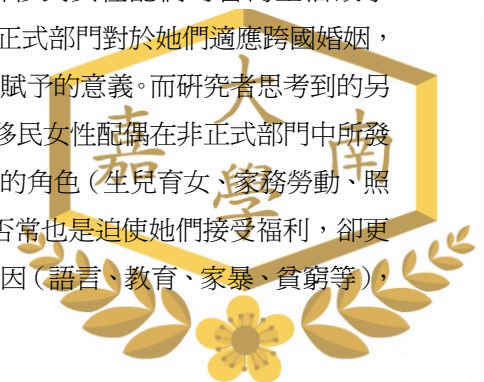 正式部門對於她們適應跨國婚姻,
賦予的意義。而研究者思考到的另
移民女性配偶在非正式部門中所發
的角色(生兒育女、家務勞動、照
否常也是迫使她們接受福利,卻更
因(語言、教育、家暴、貧窮等),
嘉南大學